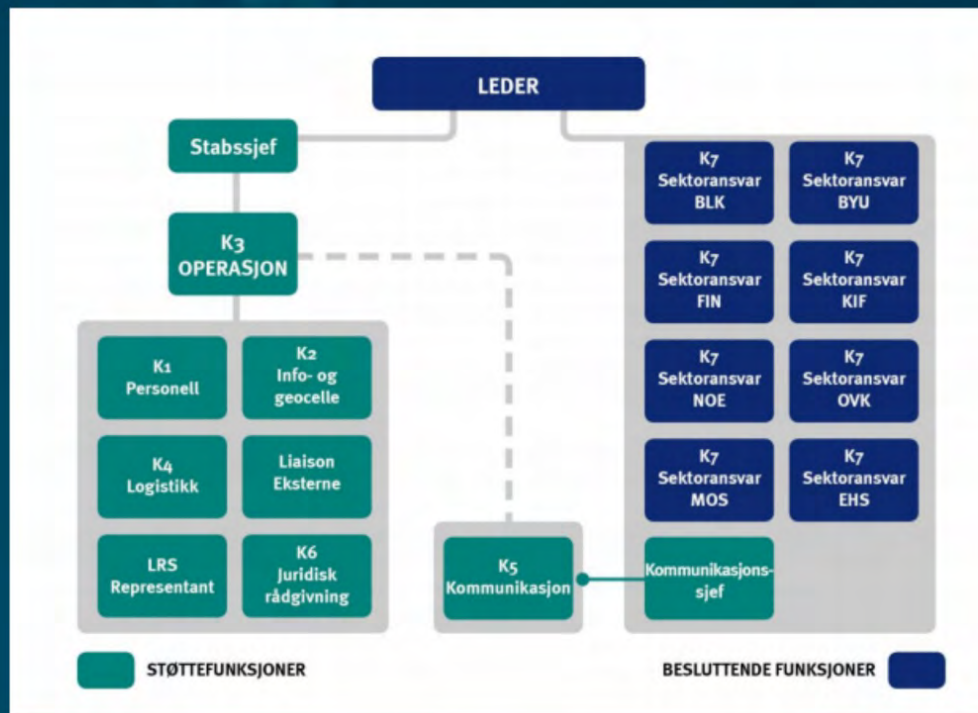 LEDER
Stabssjef
K3
OPERASJON
K1
Personell
K2
Info- og
geocelle
K4
Logistikk
Liaison
Eksterne
LRS
Representant
K6
Juridisk
rådgivning
K5
Kommunikasjon
K7
Sektoransvar
BLK
K7
Sektoransvar
BYU
K7
Sektoransvar
FIN
K7
Sektoransvar
KIF
K7
Sektoransvar
NOE
K7
Sektoransvar
OVK
K7
Sektoransvar
MOS
K7
Sektoransvar
EHS
Kommunikasjons-
sjef
STØTTEFUNKSJONER
BESLUTTENDE FUNKSJONER